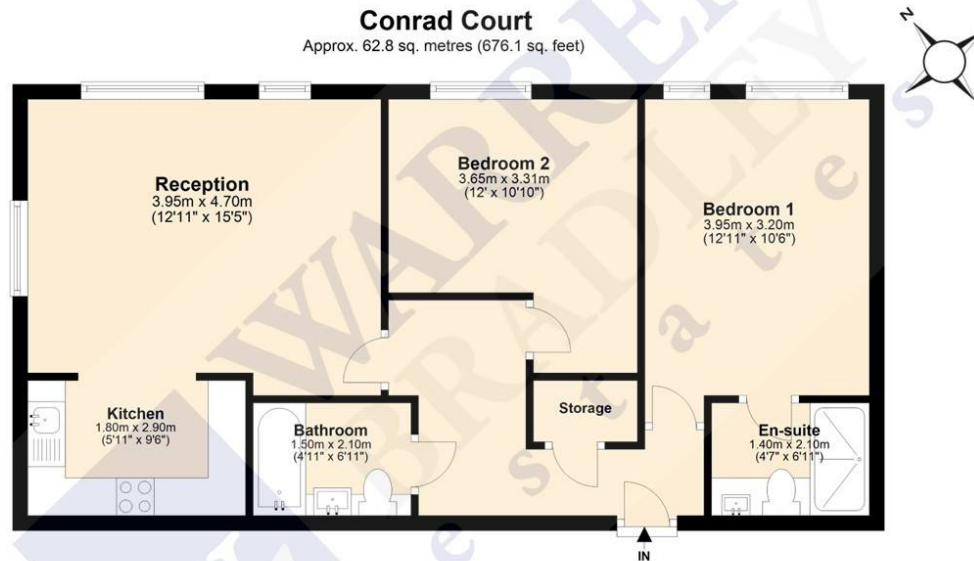 Conrad Court
Approx. 62.8 sq. metres (676.1 sq. feet)
N
Reception
3.95m x 4.70m
(12'11" x 15'5")
Bedroom 2
3.65m x 3.31m
(12' x 10'10")
Bedroom 1
3.95m x 3.20m
(12'11" x 10'6")
Kitchen
1.80m x 2.90m
(5'11" x 9'6")
Bathroom
1.50m x 2.10m
(4'11" x 6'11")
Storage
En-suite
1.40m x 2.10m
(4'7" x 6'11")
IN
WARREN
BRADLEY
estates